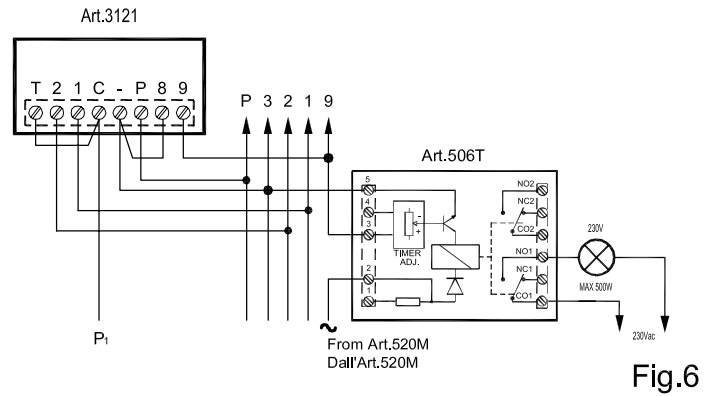 Art.3121
T 2 1 C - P 8 9
P 3 2 1 9
Art.506T
5
4
3
2
1
- 
+
TIMER
ADJ.
NO2
NC2
CO2
NO1
NC1
CO1
230V
MAX 500W
230Vac
P1
~
From Art.520M
Dall'Art.520M
Fig.6